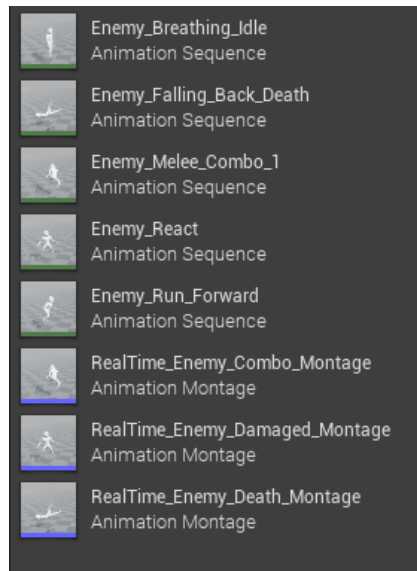 Enemy_Breathing_Idle
Animation Sequence
Enemy_Falling_Back_Death
Animation Sequence
Enemy_Melee_Combo_1
Animation Sequence
Enemy_React
Animation Sequence
Enemy_Run_Forward
Animation Sequence
RealTime_Enemy_Combo_Montage
Animation Montage
RealTime_Enemy_Damaged_Montage
Animation Montage
RealTime_Enemy_Death_Montage
Animation Montage